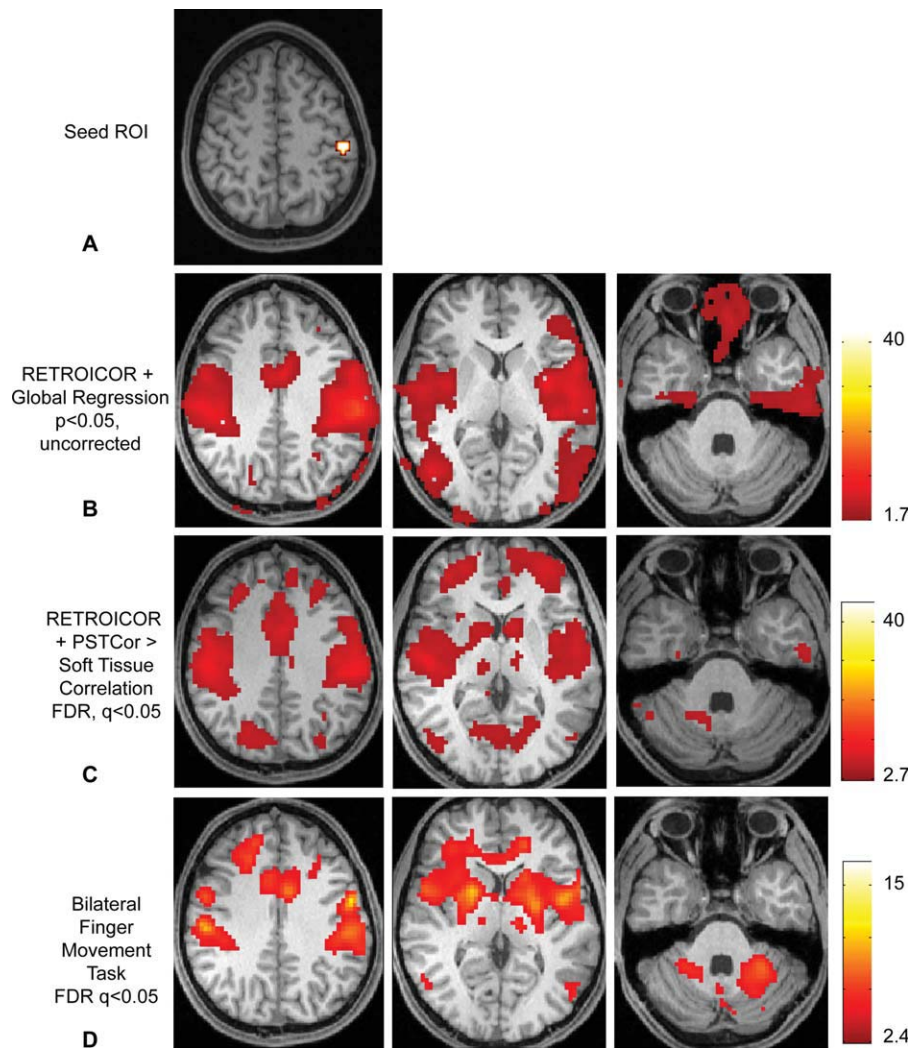 Seed ROI
A
RETROICOR +
Global Regression
p<0.05,
uncorrected
B
40
1.7
RETROICOR
+ PSTCor >
Soft Tissue
Correlation
FDR, q<0.05
C
40
2.7
Bilateral
Finger
Movement
Task
FDR q<0.05
D
15
2.4